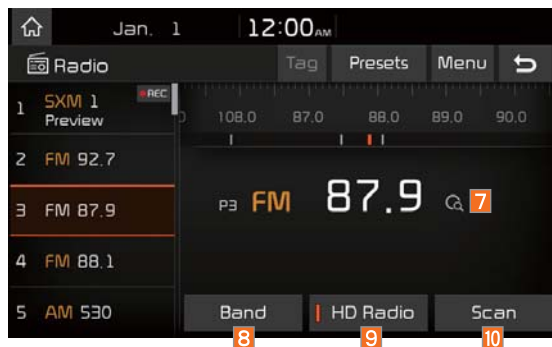 Jan. 1 12:00 AM
Radio Tag Presets Menu
1 SXM 1 REC
Preview
108.0 87.0 88.0 89.0 90.0
2 FM 92.7
3 FM 87.9
P3 FM 87.9 7
4 FM 88.1
5 AM 530
Band HD Radio Scan
8 9 10